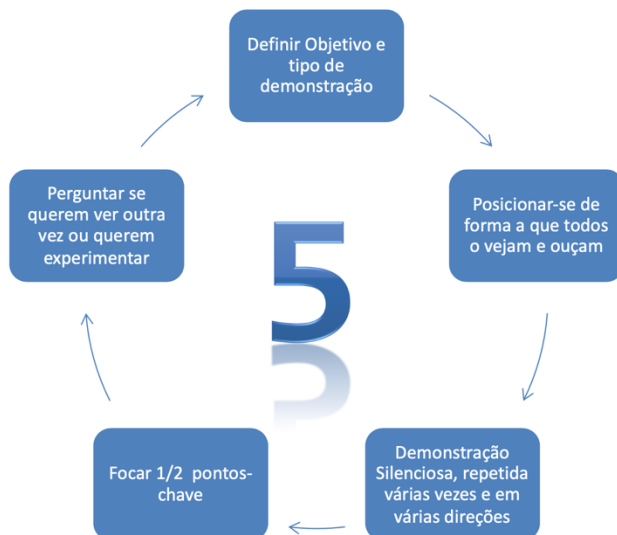 Definir Objetivo e
tipo de
demonstração
Posicionar-se de
forma a que todos
o vejam e ouçam
Demonstração
Silenciosa, repetida
várias vezes e em
várias direções
Focar 1/2 pontos-
chave
Perguntar se
querem ver outra
vez ou querem
experimentar
5